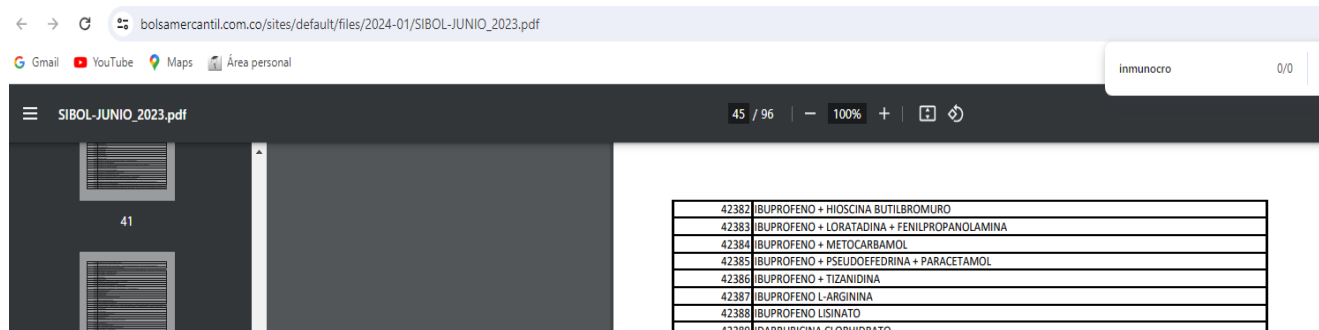 bolsamercantil.com.co/sites/default/files/2024-01/SIBOL-JUNIO_2023.pdf
Gmail YouTube Maps Área personal
inmunocro 0/0
SIBOL-JUNIO_2023.pdf 45 / 96 100%
41
42382 IBUPROFENO + HIOSCINA BUTILBROMURO
42383 IBUPROFENO + LORATADINA + FENILPROPANOLAMINA
42384 IBUPROFENO + METOCARBAMOL
42385 IBUPROFENO + PSEUDOEFEDRINA + PARACETAMOL
42386 IBUPROFENO + TIZANIDINA
42387 IBUPROFENO L-ARGININA
42388 IBUPROFENO LISINATO